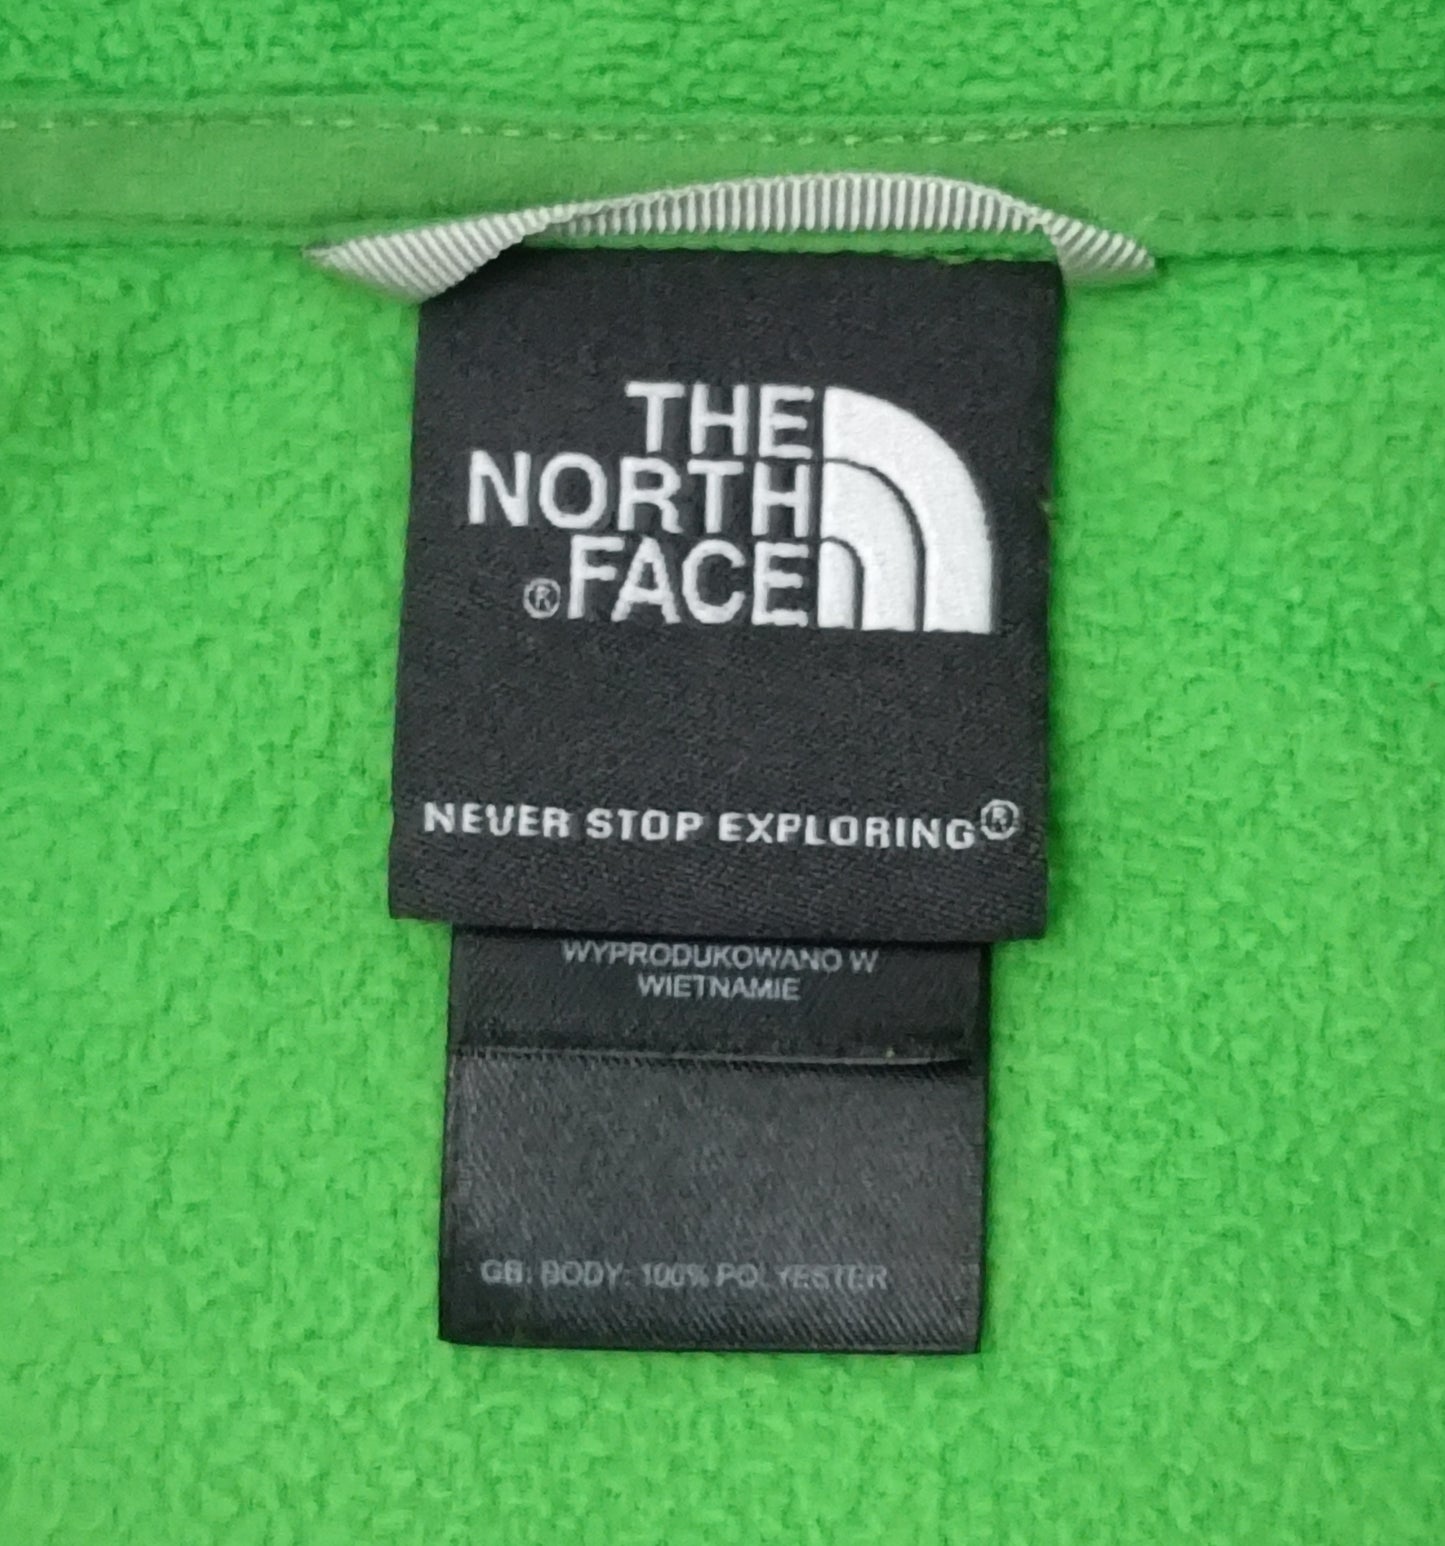 THE
NORTH
®FACE
NEVER STOP EXPLORING®
WYPRODUKOWANO W
WIETNAMIE
GB: BODY: 100% POLYESTER